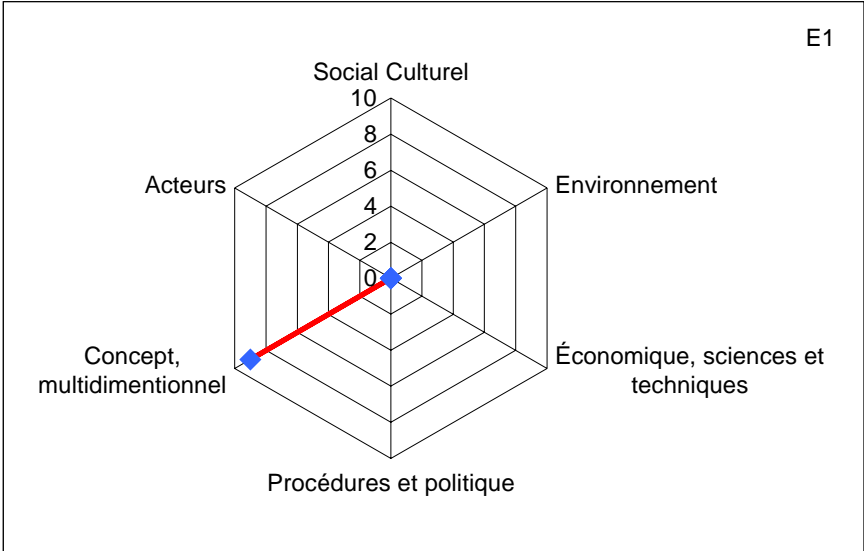 E1
Social Culturel
10
8
6
4
2
0
Acteurs
Environnement
Concept,
multidimentionnel
Économique, sciences et
techniques
Procédures et politique